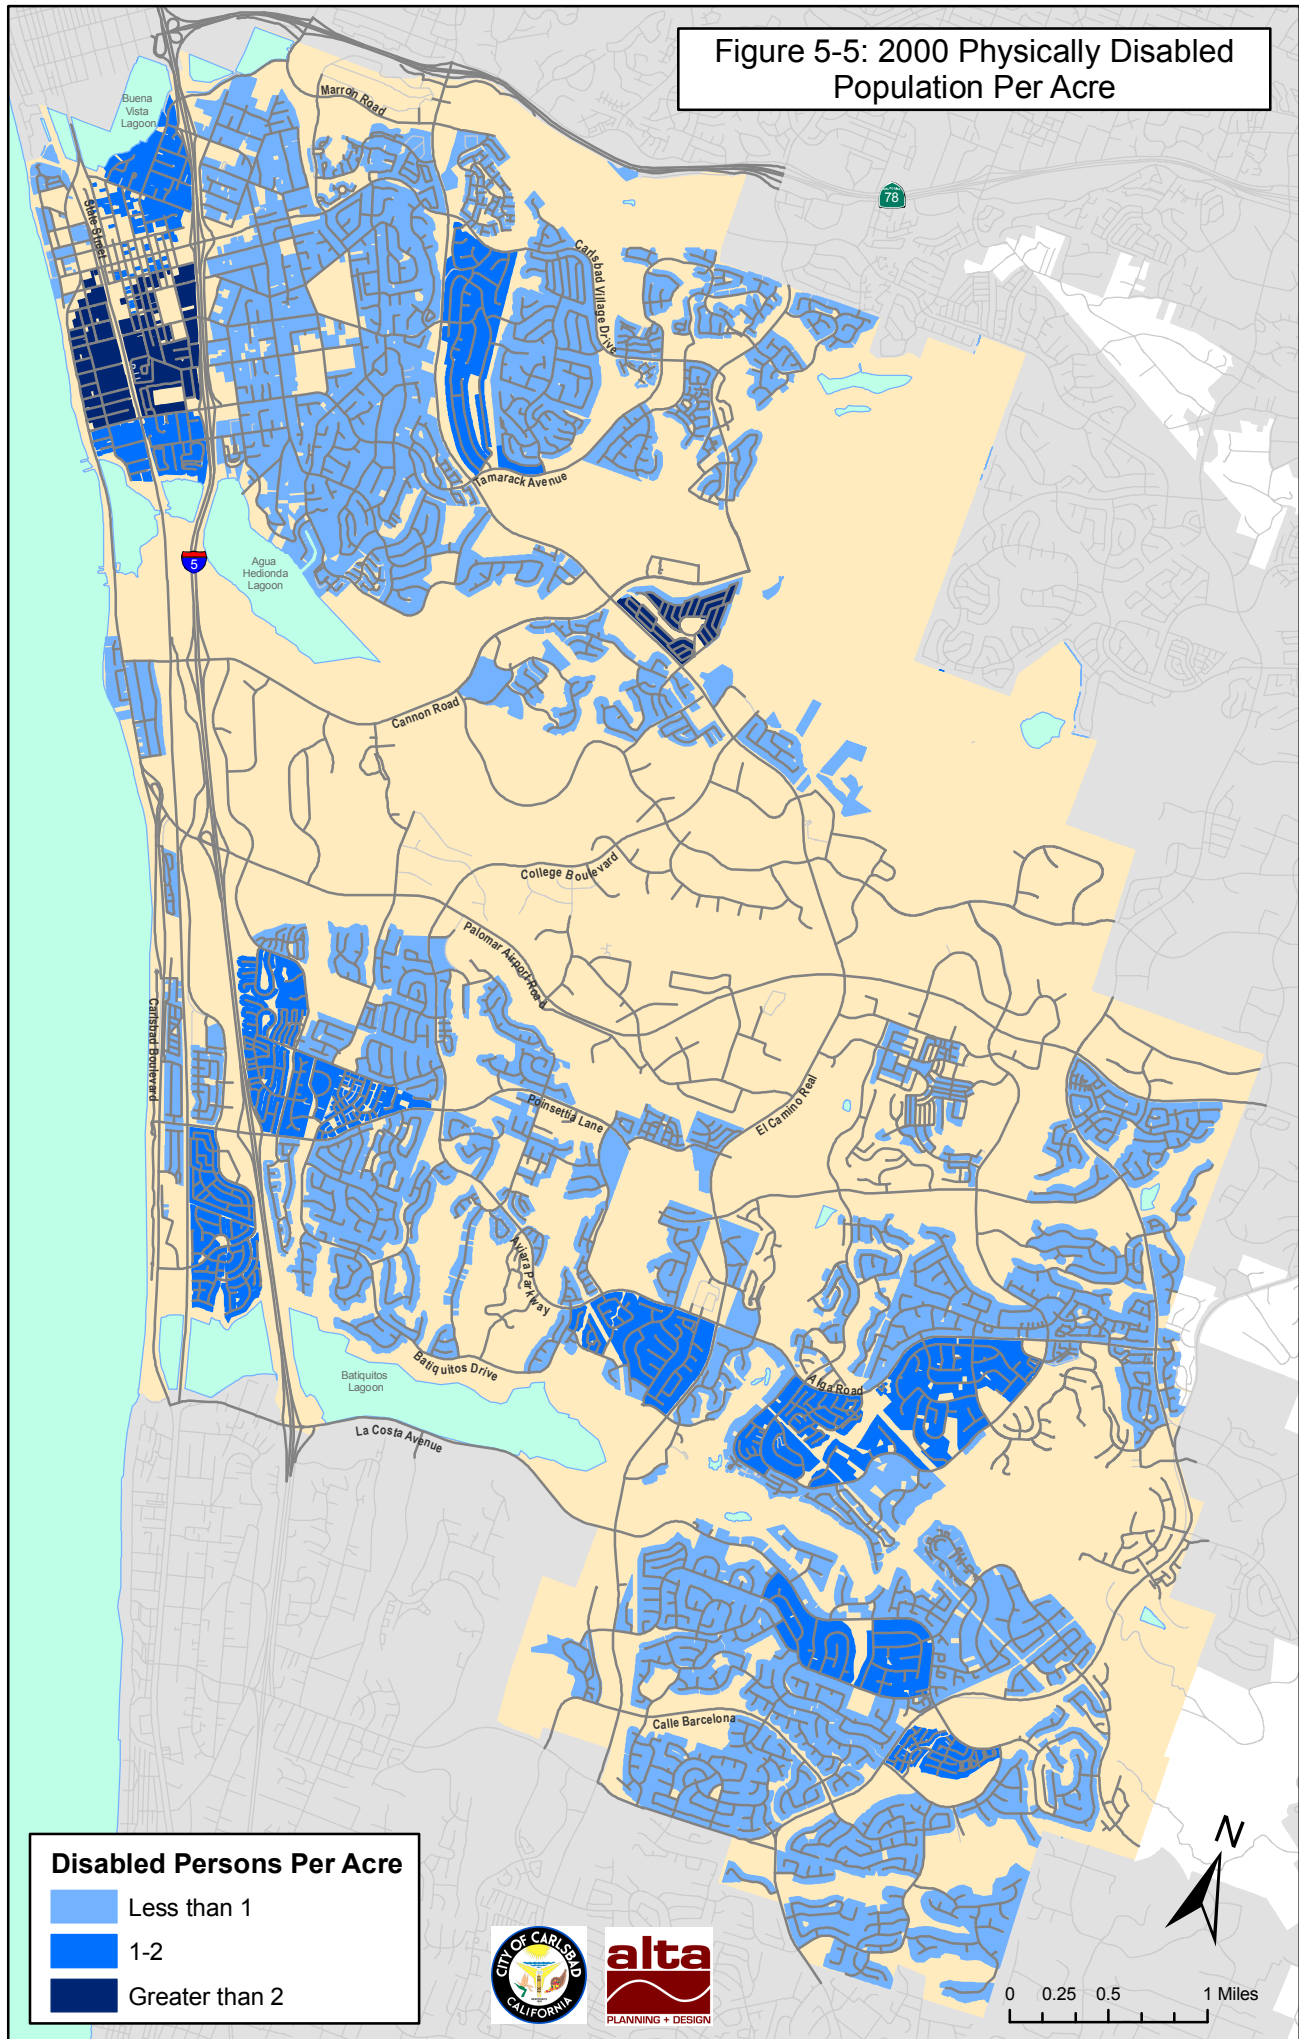 Figure 5-5: 2000 Physically Disabled
Population Per Acre
Buena
Vista
Lagoon
Marron Road
78
State Street
Carlsbad Village Drive
Tamarack Avenue
5
Agua
Hedionda
Lagoon
Cannon Road
College Boulevard
Palomar Airport Road
Carlsbad Boulevard
Poinsettia Lane
El Camino Real
Aviara Parkway
Batiquitos Drive
Batiquitos
Lagoon
Alga Road
La Costa Avenue
Calle Barcelona
N
Disabled Persons Per Acre
Less than 1
1-2
Greater than 2
CITY OF CARLSBAD
CALIFORNIA
alta
PLANNING + DESIGN
0 0.25 0.5 1 Miles